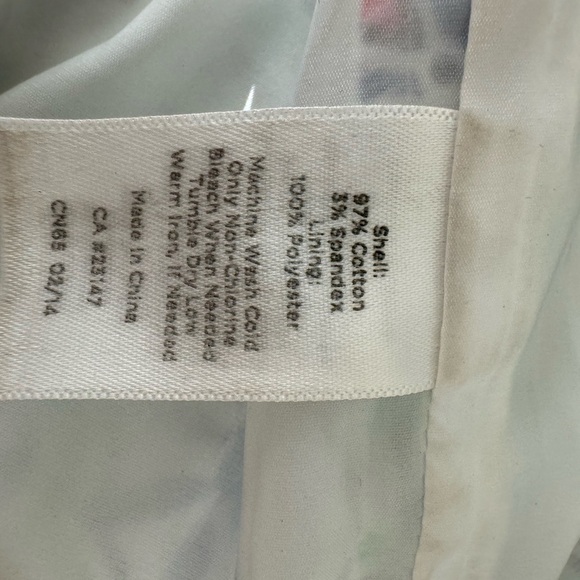 Shell:
97% Cotton
3% Spandex
Lining:
100% Polyester
Machine Wash Cold
Only Non-Chlorine
Bleach When Needed
Tumble Dry Low
Warm Iron, If Needed
Made In China
CA #23147
CN65 02/14